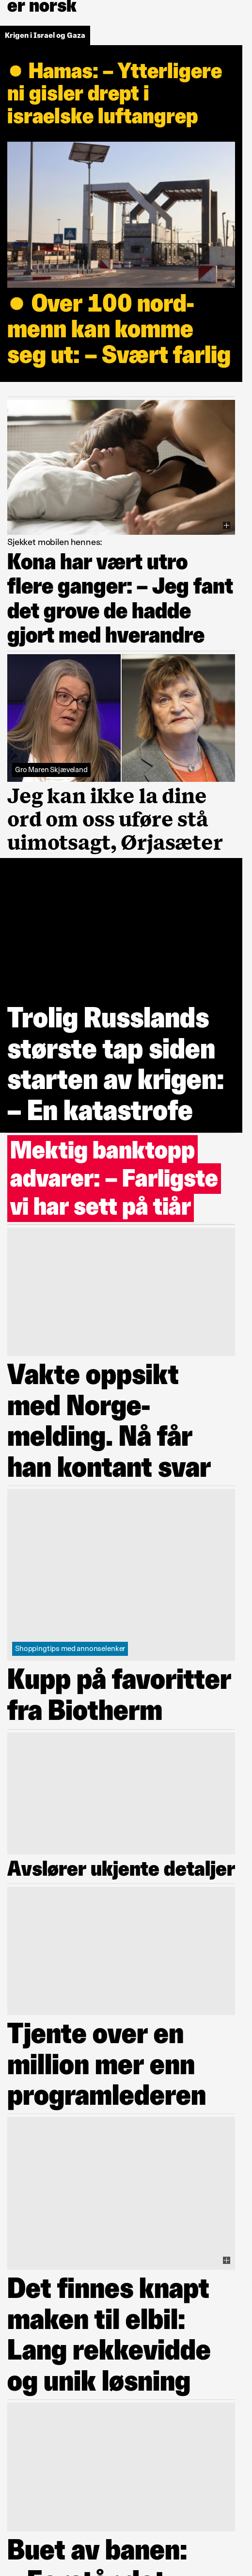 er norsk
Krigen i Israel og Gaza
● Hamas: – Ytterligere
ni gisler drept i
israelske luftangrep
● Over 100 nord-
menn kan komme
seg ut: – Svært farlig
Sjekket mobilen hennes:
Kona har vært utro
flere ganger: – Jeg fant
det grove de hadde
gjort med hverandre
Gro Maren Skjæveland
Jeg kan ikke la dine
ord om oss uføre stå
uimotsagt, Ørjasæter
Trolig Russlands
største tap siden
starten av krigen:
– En katastrofe
Mektig banktopp
advarer: – Farligste
vi har sett på tiår
Vakte oppsikt
med Norge-
melding. Nå får
han kontant svar
Shoppingtips med annonselenker
Kupp på favoritter
fra Biotherm
Avslører ukjente detaljer
Tjente over en
million mer enn
programlederen
Det finnes knapt
maken til elbil:
Lang rekkevidde
og unik løsning
Buet av banen: